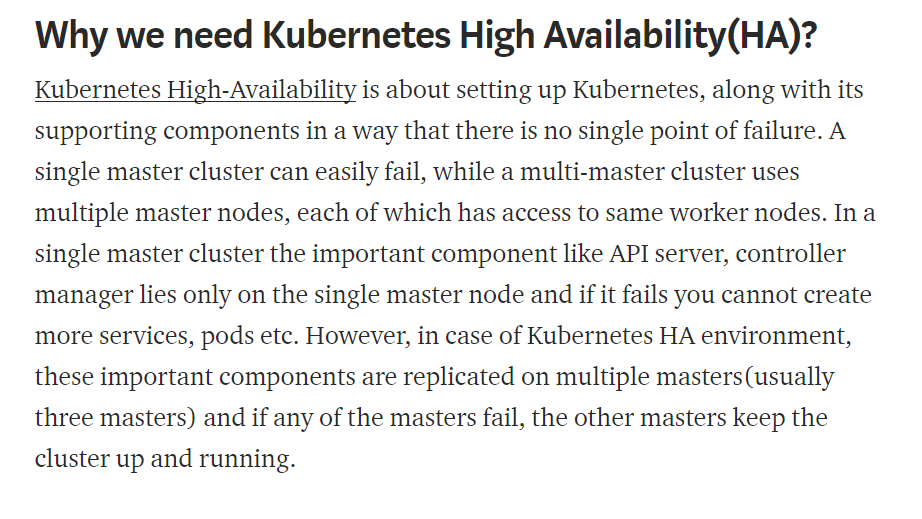 Why we need Kubernetes High Availability(HA)?
Kubernetes High-Availability is about setting up Kubernetes, along with its
supporting components in a way that there is no single point of failure. A
single master cluster can easily fail, while a multi-master cluster uses
multiple master nodes, each of which has access to same worker nodes. In a
single master cluster the important component like API server, controller
manager lies only on the single master node and if it fails you cannot create
more services, pods etc. However, in case of Kubernetes HA environment,
these important components are replicated on multiple masters(usually
three masters) and if any of the masters fail, the other masters keep the
cluster up and running.